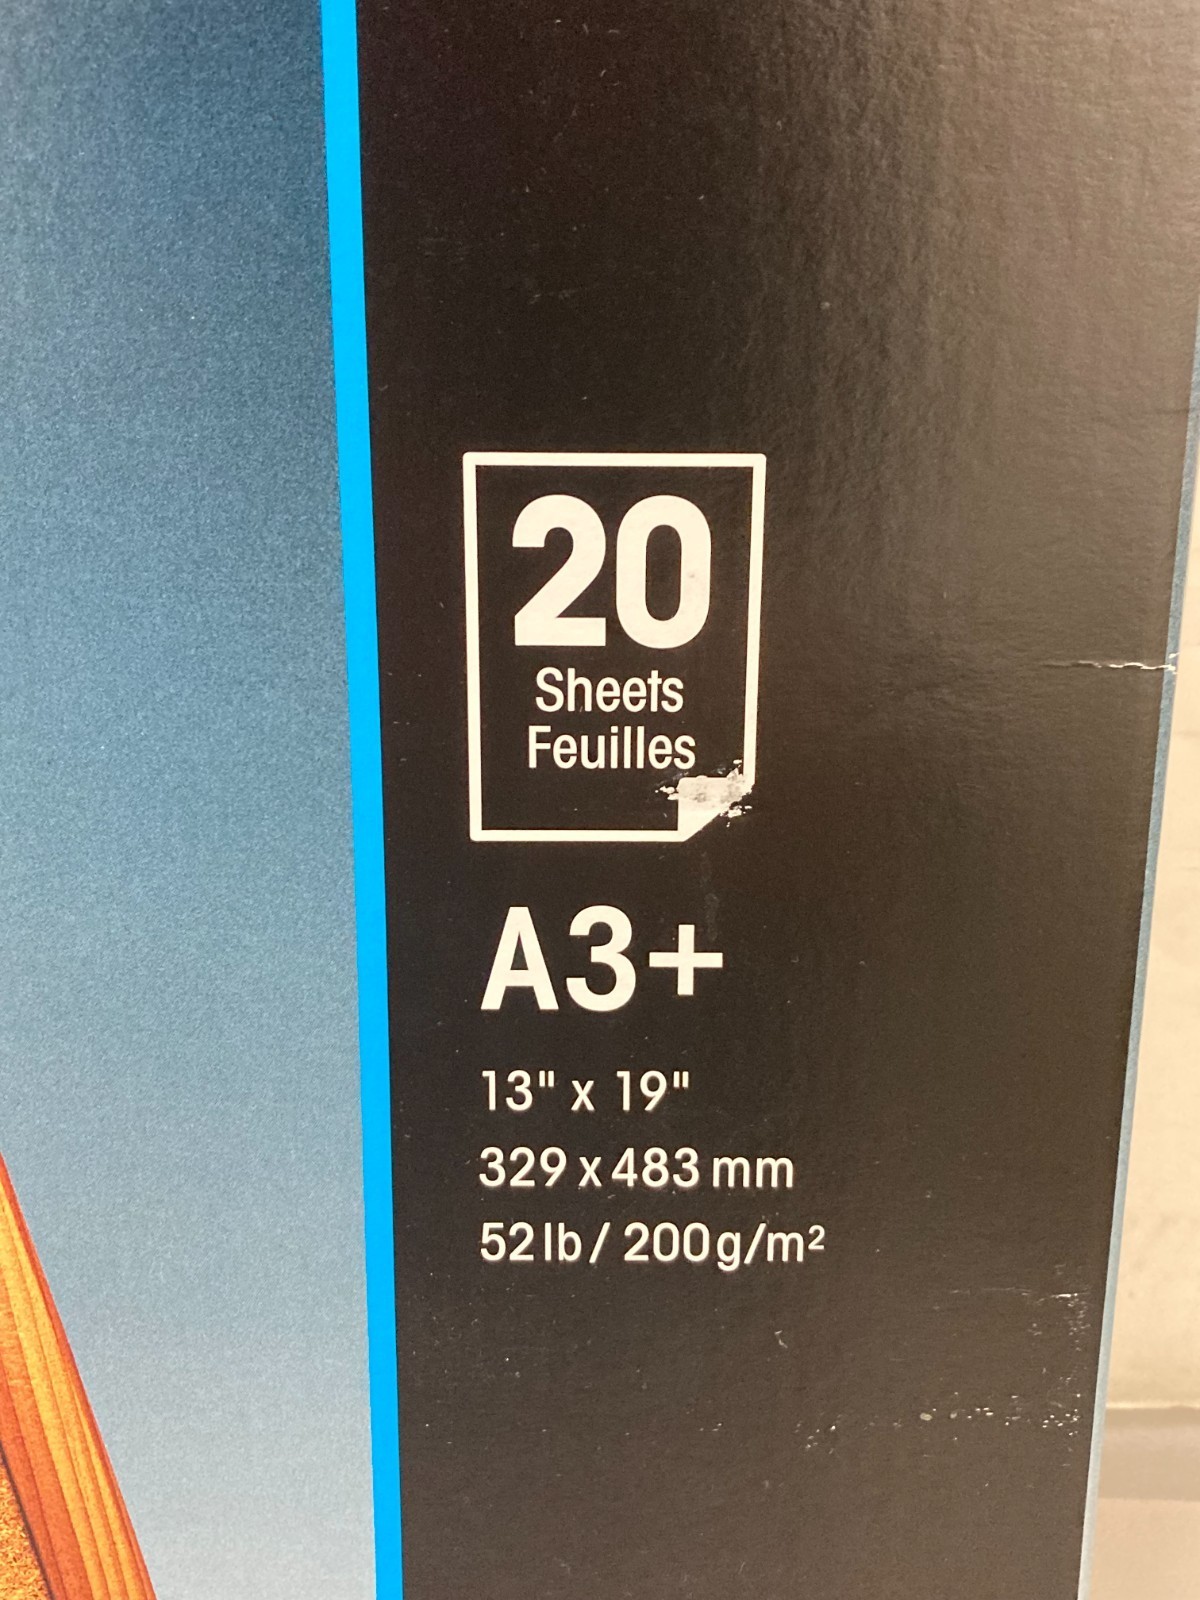 20
Sheets
Feuilles
A3+
13" x 19"
329 x 483 mm
52 lb / 200 g/m²